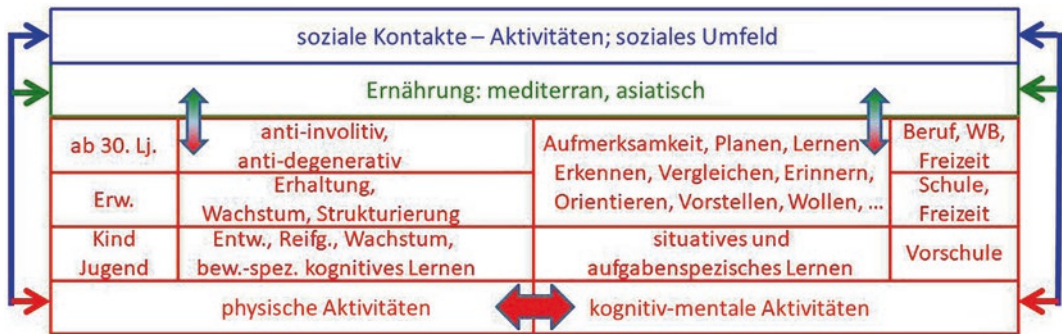 soziale Kontakte – Aktivitäten; soziales Umfeld
Ernährung: mediterran, asiatisch
ab 30. Lj.
anti-involitiv,
anti-degenerativ
Aufmerksamkeit, Planen, Lernen
Erkennen, Vergleichen, Erinnern,
Orientieren, Vorstellen, Wollen, ...
Beruf, WB,
Freizeit
Erw.
Erhaltung,
Wachstum, Strukturierung
Schule,
Freizeit
Kind
Jugend
Entw., Reifg., Wachstum,
bew.-spez. kognitives Lernen
situatives und
aufgabenspezisches Lernen
Vorschule
physische Aktivitäten
kognitiv-mentale Aktivitäten